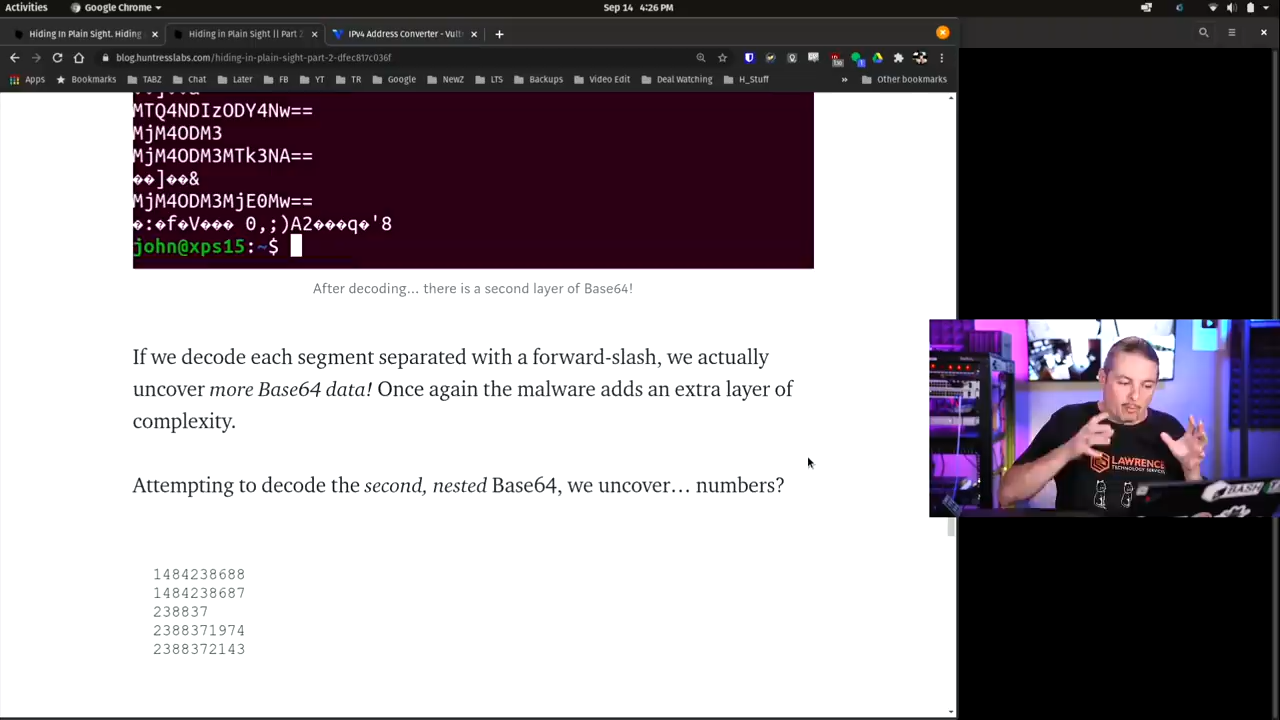 Activities
Google Chrome
Sep 14 4:26 PM
Hiding In Plain Sight. Hiding
Hiding in Plain Sight || Part 2
IPv4 Address Converter - Vult
blog.huntresslabs.com/hiding-in-plain-sight-part-2-dfec817c036f
Apps
Bookmarks
TABZ
Chat
Later
FB
YT
TR
Google
NewZ
LTS
Backups
Video Edit
Deal Watching
H_Stuff
»
Other bookmarks
MTQ4NDIzODY4Nw==
MjM4ODM3
MjM4ODM3MTk3NA==
��]��&
MjM4ODM3MjE0Mw==
�:�f�V��� 0,;)A2���q�'8
john@xps15:~$
After decoding... there is a second layer of Base64!
If we decode each segment separated with a forward-slash, we actually
uncover more Base64 data! Once again the malware adds an extra layer of
complexity.
Attempting to decode the second, nested Base64, we uncover… numbers?
1484238688
1484238687
238837
2388371974
2388372143
LAWRENCE
TECHNOLOGY SERVICES
BASH